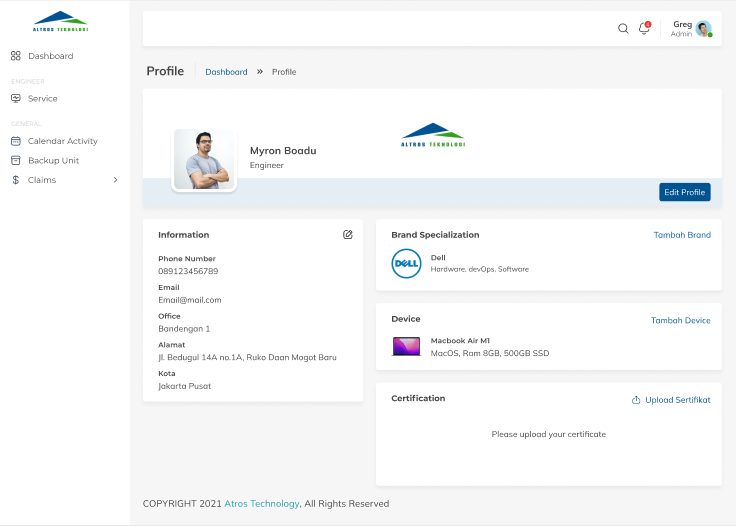 ALTROS TEKNOLOGI
Dashboard
ENGINEER
Service
GENERAL
Calendar Activity
Backup Unit
Claims
4
Greg
Admin
Profile
Dashboard » Profile
Myron Boadu
Engineer
ALTROS TEKNOLOGI
Edit Profile
Information
Phone Number
089123456789
Email
Email@mail.com
Office
Bandengan 1
Alamat
Jl. Bedugul 14A no.1A, Ruko Daan Mogot Baru
Kota
Jakarta Pusat
Brand Specialization
Tambah Brand
DELL
Dell
Hardware, devOps, Software
Device
Tambah Device
Macbook Air M1
MacOS, Ram 8GB, 500GB SSD
Certification
Upload Sertifikat
Please upload your certificate
COPYRIGHT 2021 Atros Technology, All Rights Reserved